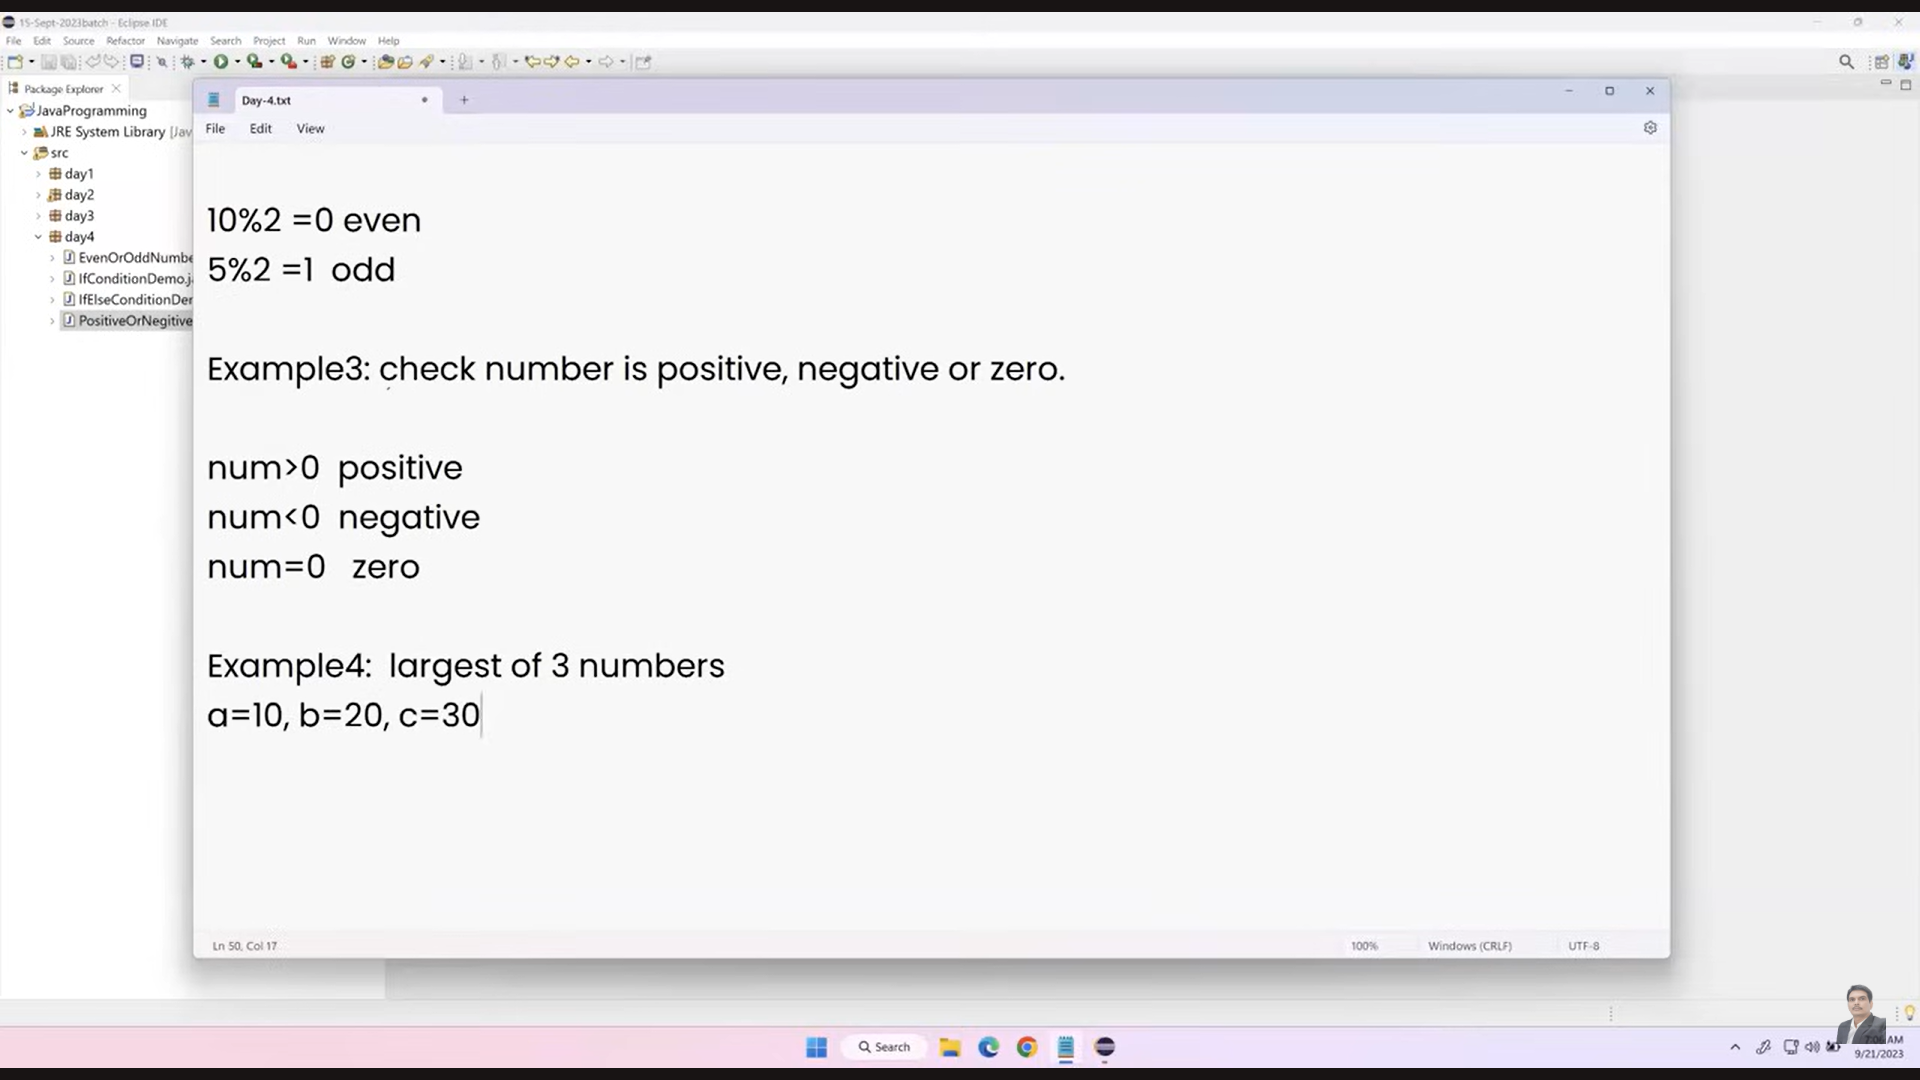 15-Sept-2023batch - Eclipse IDE
File Edit Source Refactor Navigate Search Project Run Window Help
Package Explorer
JavaProgramming
JRE System Library [Jav
src
day1
day2
day3
day4
EvenOrOddNumbe
IfConditionDemo.j
IfElseConditionDer
PositiveOrNegitive
Day-4.txt
File Edit View
10%2 =0 even
5%2 =1 odd
Example3: check number is positive, negative or zero.
num>0 positive
num<0 negative
num=0 zero
Example4: largest of 3 numbers
a=10, b=20, c=30
Ln 50, Col 17 100% Windows (CRLF) UTF-8
Search
AM
9/21/2023